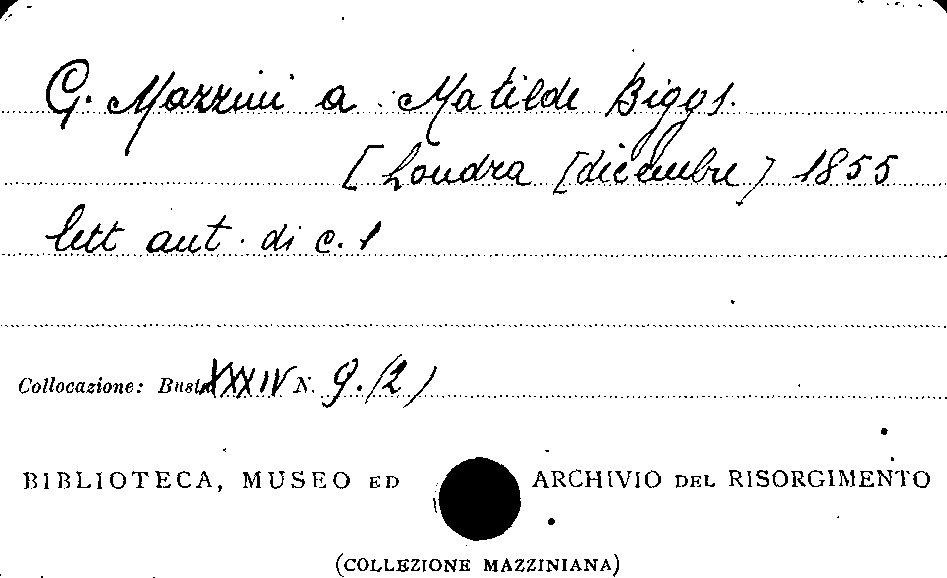 G. Mazzini a Matilde Biggs.
[Londra [dicembre] 1855
lett aut. di c. 1
Collocazione: Busta XXXIV N. 9.(2)
BIBLIOTECA, MUSEO ED ARCHIVIO DEL RISORGIMENTO
(COLLEZIONE MAZZINIANA)